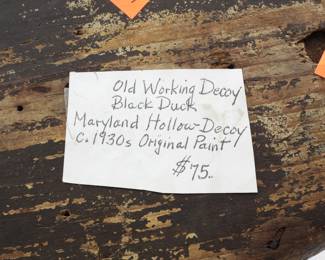 Old Working Decoy
Black Duck
Maryland Hollow-Decoy
C. 1930s Original Paint
$75..